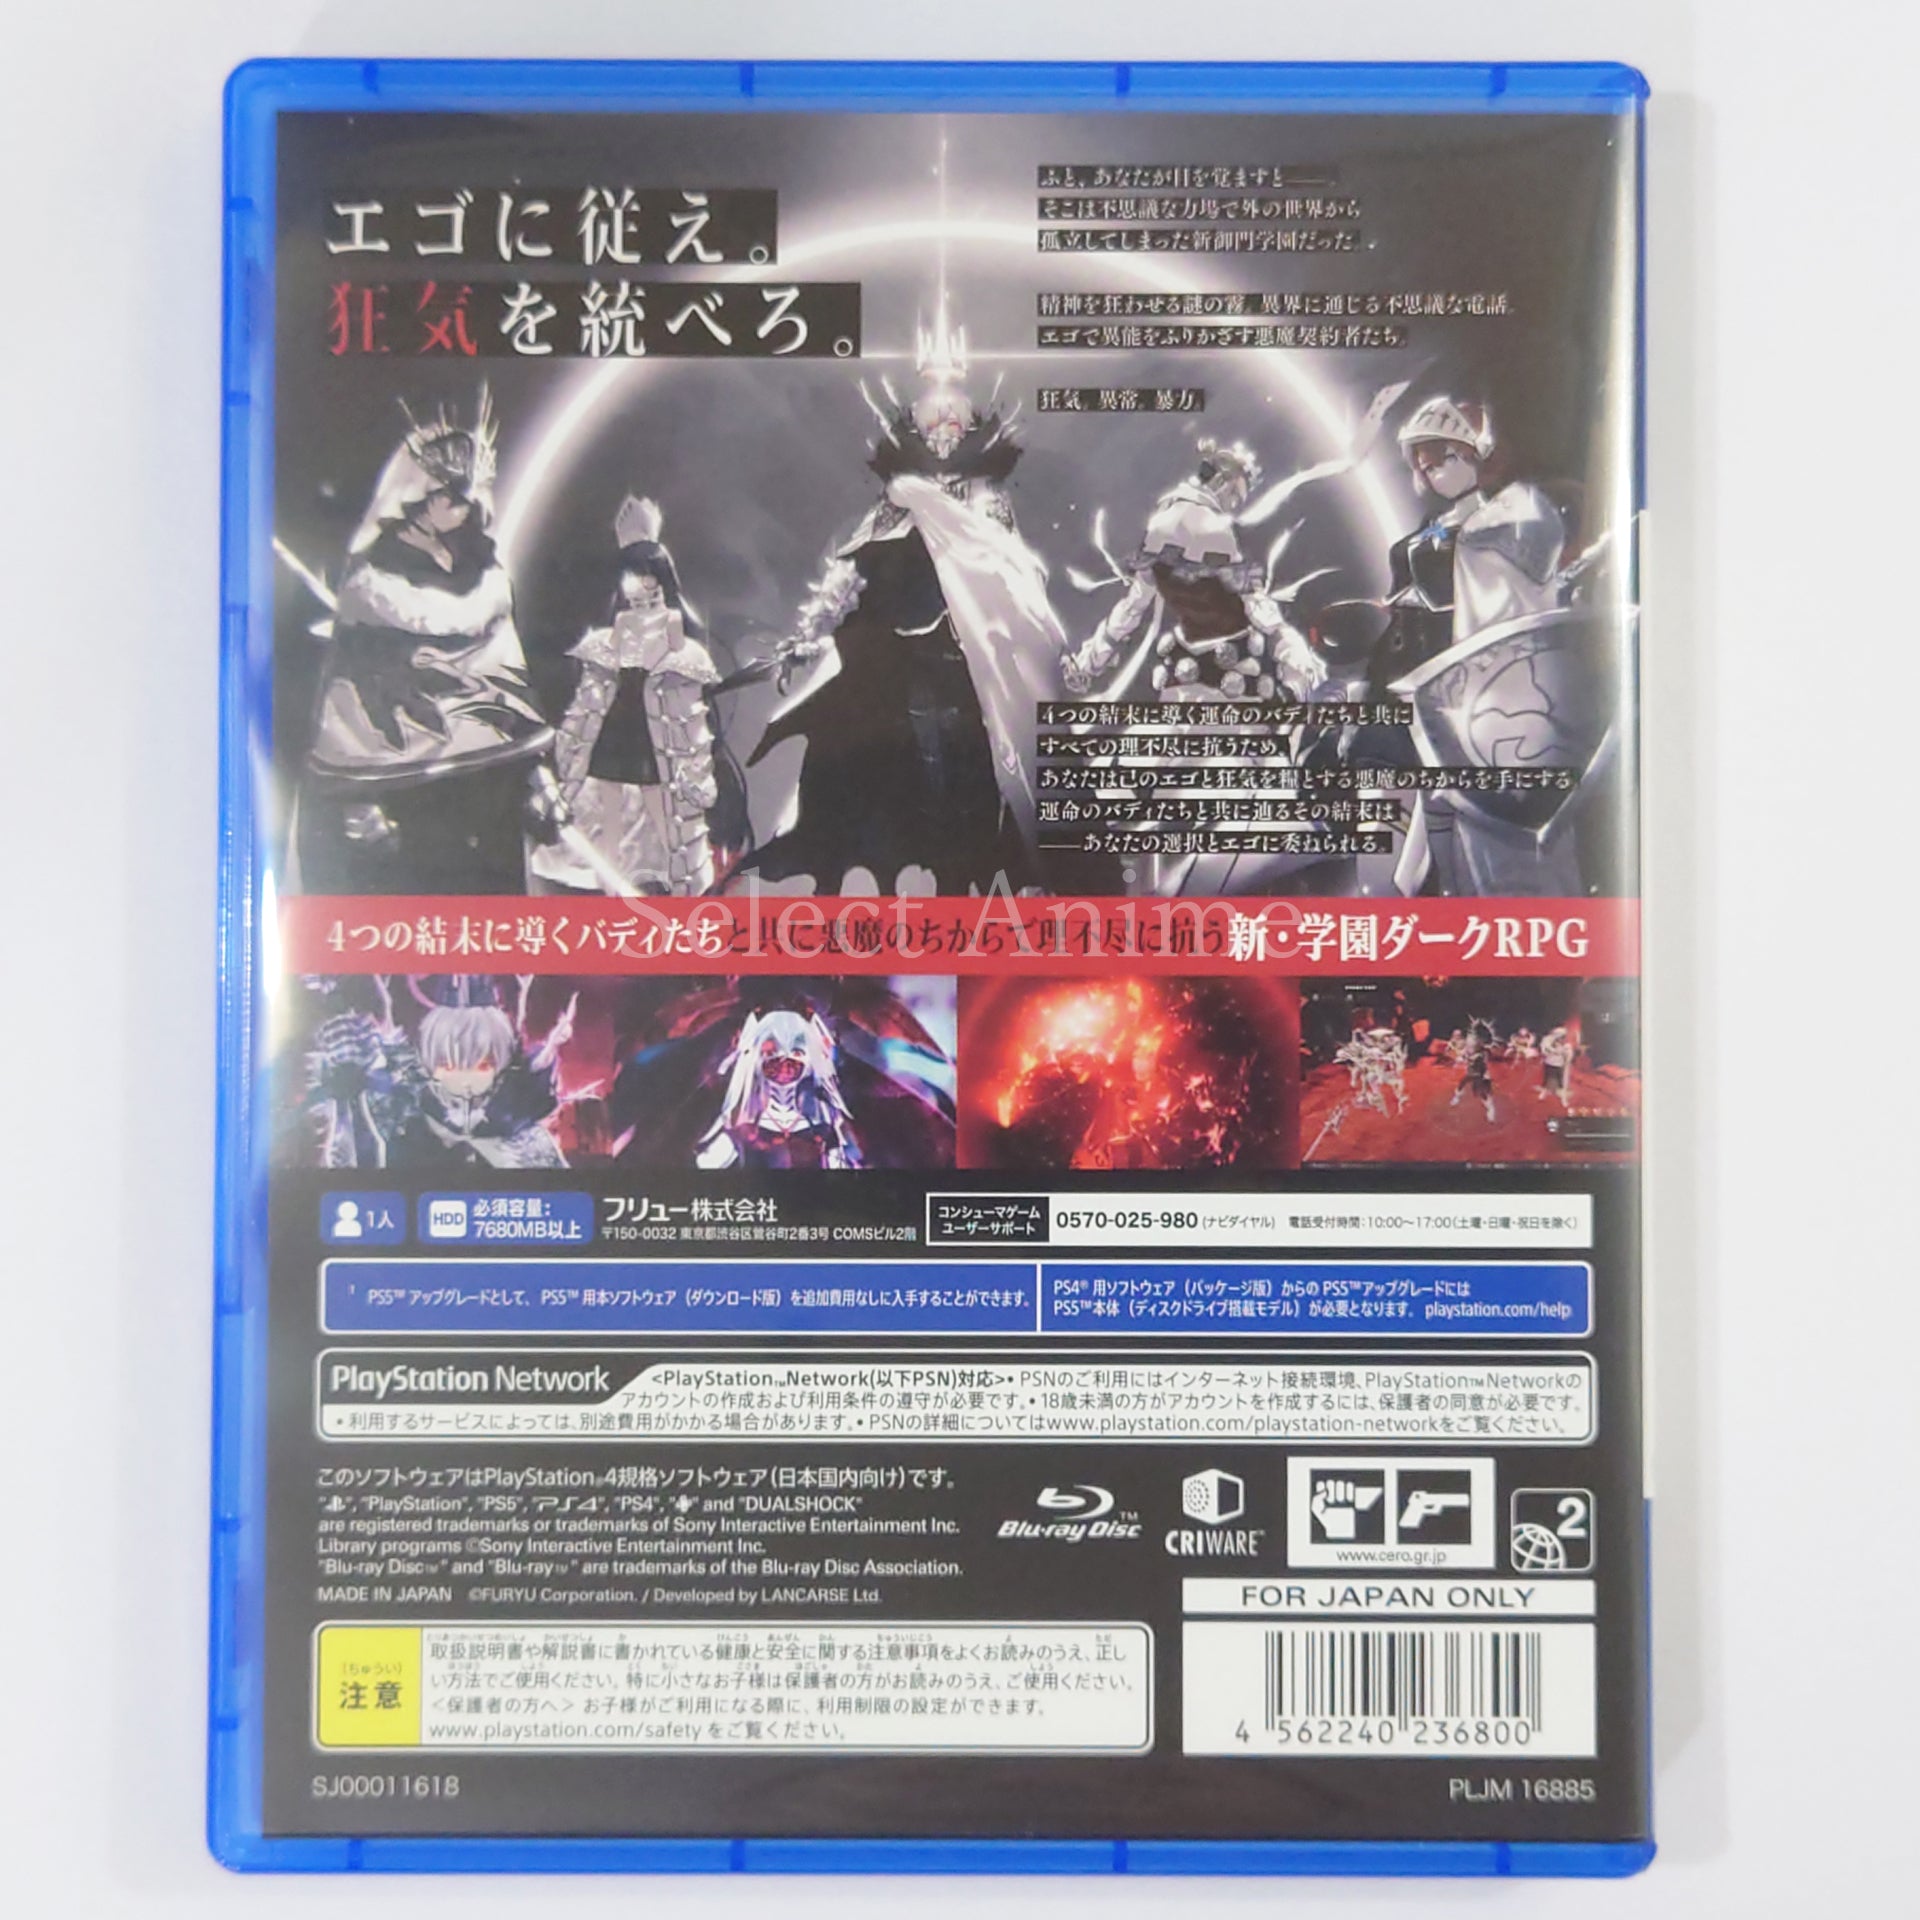 エゴに従え。
狂気を統べろ。
ふと、あなたが目を覚ますと――。
そこは不思議な力場で外の世界から
孤立してしまった新御門学園だった。
精神を狂わせる謎の霧。異界に通じる不思議な電話。
エゴで異能をふりかざす悪魔契約者たち。
狂気。異常。暴力。
4つの結末に導く運命のバディたちと共に
すべての理不尽に抗うため、
あなたは己のエゴと狂気を糧とする悪魔のちからを手にする。
運命のバディたちと共に辿るその結末は
――あなたの選択とエゴに委ねられる。
Select Anime
4つの結末に導くバディたちと共に悪魔のちからで理不尽に抗う新・学園ダークRPG
1人
HDD
必須容量:
7680MB以上
フリュー株式会社
〒150-0032 東京都渋谷区鶯谷町2番3号 COMSビル2階
コンシューマゲーム
ユーザーサポート
0570-025-980 (ナビダイヤル) 電話受付時間:10:00～17:00(土曜・日曜・祝日を除く)
PS5™アップグレードとして、PS5™用本ソフトウェア（ダウンロード版）を追加費用なしに入手することができます。
PS4®用ソフトウェア（パッケージ版）からのPS5™アップグレードには
PS5™本体（ディスクドライブ搭載モデル）が必要となります。 playstation.com/help
PlayStation Network
<PlayStation™Network(以下PSN)対応>• PSNのご利用にはインターネット接続環境、PlayStation™Networkの
アカウントの作成および利用条件の遵守が必要です。• 18歳未満の方がアカウントを作成するには、保護者の同意が必要です。
• 利用するサービスによっては、別途費用がかかる場合があります。• PSNの詳細についてはwww.playstation.com/playstation-networkをご覧ください。
このソフトウェアはPlayStation®4規格ソフトウェア(日本国内向け)です。
"PlayStation", "PS5", "PS4", "PS4", and "DUALSHOCK"
are registered trademarks or trademarks of Sony Interactive Entertainment Inc.
Library programs ©Sony Interactive Entertainment Inc.
"Blu-ray Disc™" and "Blu-ray™" are trademarks of the Blu-ray Disc Association.
MADE IN JAPAN ©FURYU Corporation. / Developed by LANCARSE Ltd.
Blu-ray Disc™
CRIWARE™
www.cero.gr.jp
2
FOR JAPAN ONLY
(ちゅうい)
注意
取扱説明書や解説書に書かれている健康と安全に関する注意事項をよくお読みのうえ、正し
い方法でご使用ください。特に小さなお子様は保護者の方がお読みのうえ、ご使用ください。
<保護者の方へ> お子様がご利用になる際に、利用制限の設定ができます。
www.playstation.com/safety をご覧ください。
4 562240 236800
SJ00011618
PLJM 16885